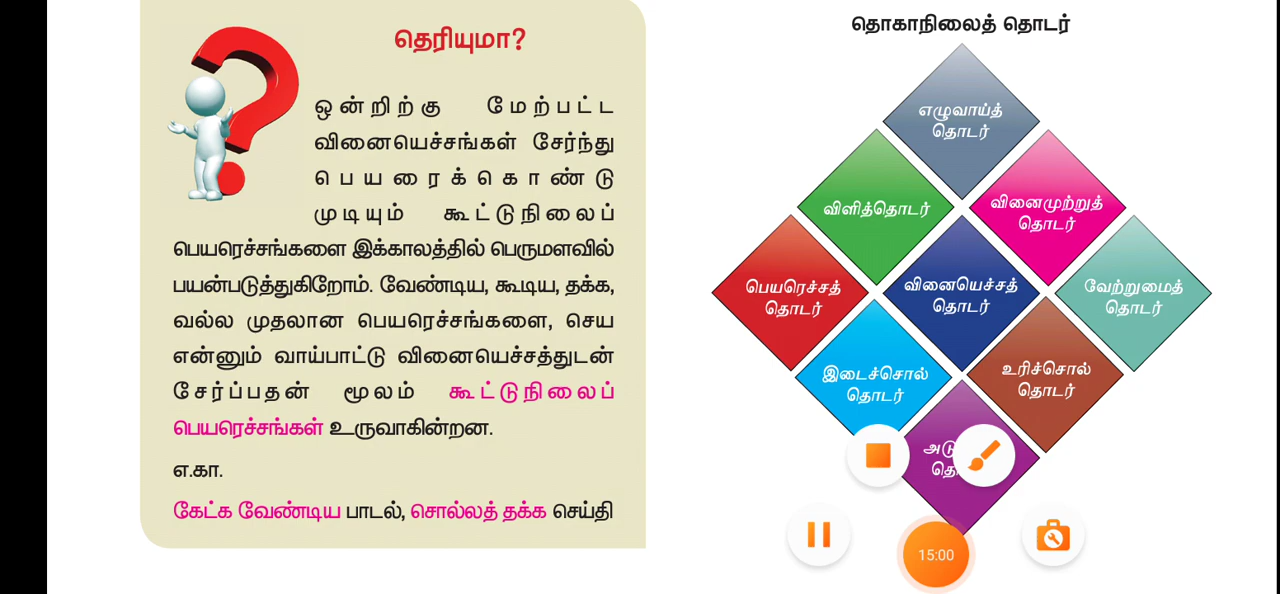 தெரியுமா?
ஒன்றிற்கு மேற்பட்ட
வினையெச்சங்கள் சேர்ந்து
பெயரைக்கொண்டு
முடியும் கூட்டுநிலைப்
பெயரெச்சங்களை இக்காலத்தில் பெருமளவில்
பயன்படுத்துகிறோம். வேண்டிய, கூடிய, தக்க,
வல்ல முதலான பெயரெச்சங்களை, செய
என்னும் வாய்பாட்டு வினையெச்சத்துடன்
சேர்ப்பதன் மூலம் கூட்டுநிலைப்
பெயரெச்சங்கள் உருவாகின்றன.
எ.கா.
கேட்க வேண்டிய பாடல், சொல்லத் தக்க செய்தி
தொகாநிலைத் தொடர்
எழுவாய்த்
தொடர்
விளித்தொடர்
வினைமுற்றுத்
தொடர்
பெயரெச்சத்
தொடர்
வினையெச்சத்
தொடர்
வேற்றுமைத்
தொடர்
இடைச்சொல்
தொடர்
உரிச்சொல்
தொடர்
15:00